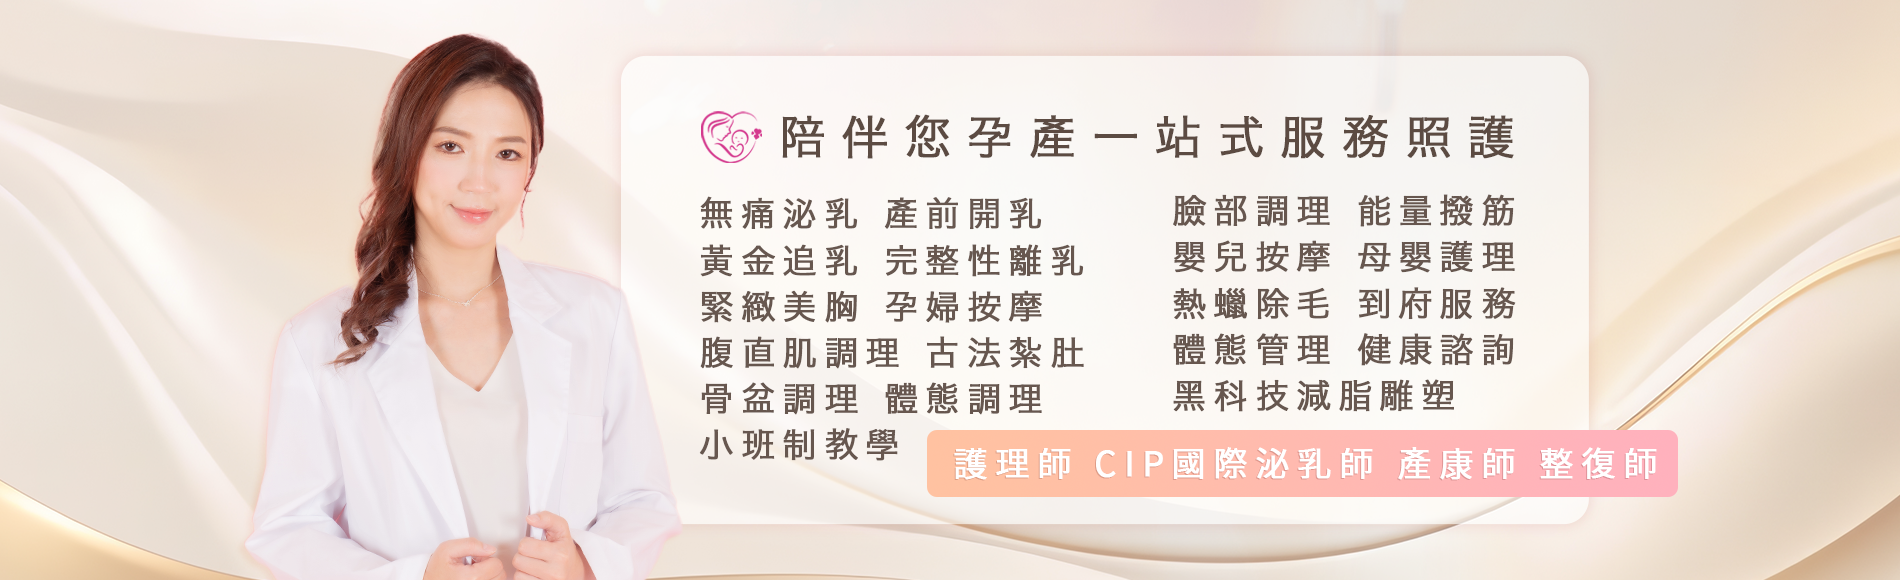 陪伴您孕產一站式服務照護
無痛泌乳 產前開乳
黃金追乳 完整性離乳
緊緻美胸 孕婦按摩
腹直肌調理 古法紮肚
骨盆調理 體態調理
小班制教學
臉部調理 能量撥筋
嬰兒按摩 母嬰護理
熱蠟除毛 到府服務
體態管理 健康諮詢
黑科技減脂雕塑
護理師 CIP國際泌乳師 產康師 整復師